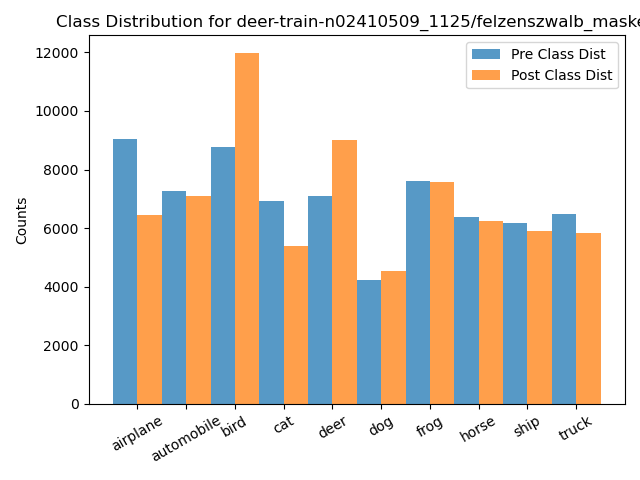 Class Distribution for deer-train-n02410509_1125/felzenszwalb_maske
Pre Class Dist
Post Class Dist
Counts
12000
10000
8000
6000
4000
2000
0
airplane
automobile
bird
cat
deer
dog
frog
horse
ship
truck